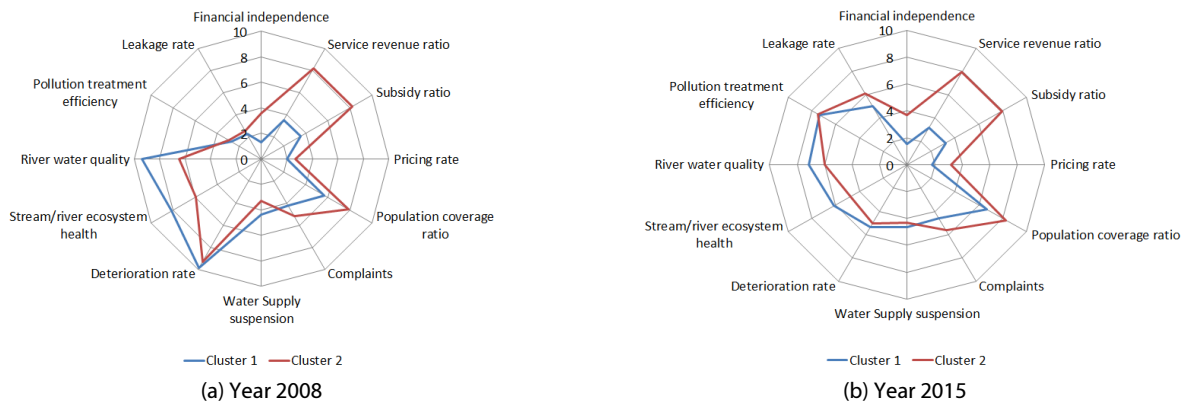 Financial independence
10
Service revenue ratio
Leakage rate
8
6
Pollution treatment
efficiency
Subsidy ratio
4
2
River water quality
0
Pricing rate
Stream/river ecosystem
health
Population coverage
ratio
Deterioration rate
Complaints
Water Supply
suspension
Cluster 1
Cluster 2
(a) Year 2008
Financial independence
10
Service revenue ratio
Leakage rate
8
6
Pollution treatment
efficiency
Subsidy ratio
4
2
River water quality
0
Pricing rate
Stream/river ecosystem
health
Population coverage ratio
Deterioration rate
Complaints
Water Supply suspension
Cluster 1
Cluster 2
(b) Year 2015